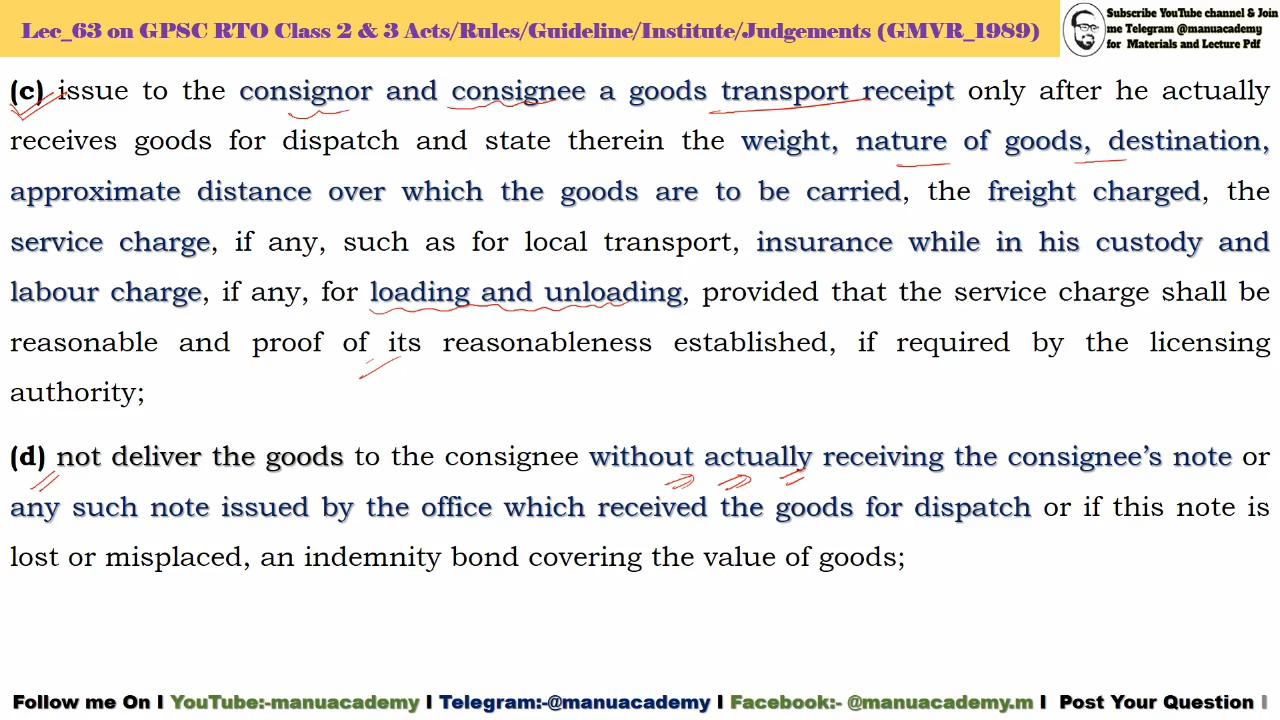 Lec_63 on GPSC RTO Class 2 & 3 Acts/Rules/Guideline/Institute/Judgements (GMVR_1989)
Subscribe YouTube channel & Join
me Telegram @manuacademy
for Materials and Lecture Pdf
(c) issue to the consignor and consignee a goods transport receipt only after he actually
receives goods for dispatch and state therein the weight, nature of goods, destination,
approximate distance over which the goods are to be carried, the freight charged, the
service charge, if any, such as for local transport, insurance while in his custody and
labour charge, if any, for loading and unloading, provided that the service charge shall be
reasonable and proof of its reasonableness established, if required by the licensing
authority;
(d) not deliver the goods to the consignee without actually receiving the consignee’s note or
any such note issued by the office which received the goods for dispatch or if this note is
lost or misplaced, an indemnity bond covering the value of goods;
Follow me On I YouTube:-manuacademy I Telegram:-@manuacademy I Facebook:- @manuacademy.m I Post Your Question I